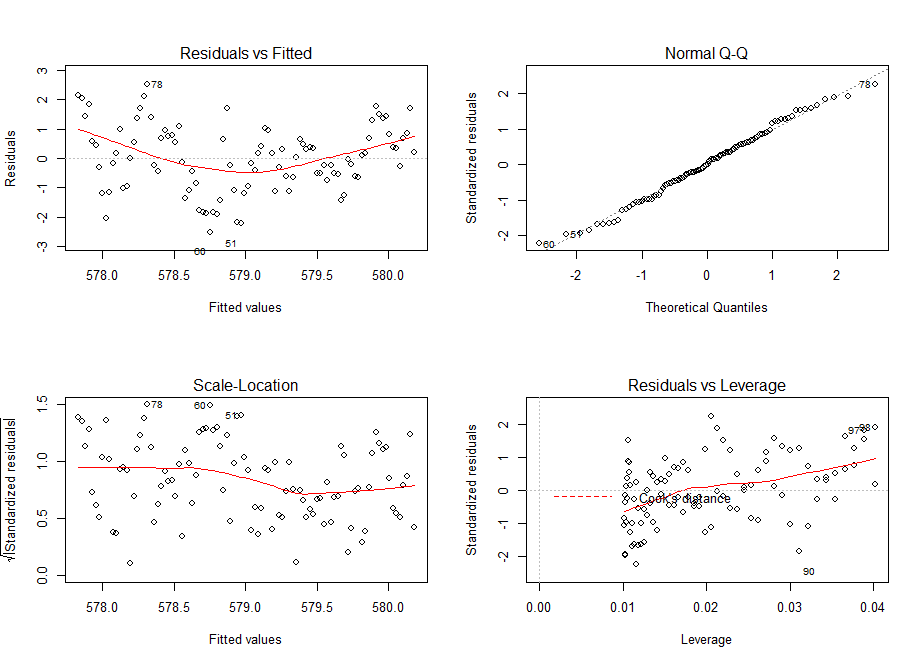 Residuals vs Fitted
Residuals
3
2
1
0
-1
-2
-3
78
51
60
578.0 578.5 579.0 579.5 580.0
Fitted values
Normal Q-Q
Standardized residuals
2
1
0
-1
-2
78
51
60
-2 -1 0 1 2
Theoretical Quantiles
Scale-Location
√|Standardized residuals|
1.5
1.0
0.5
0.0
78
60
51
578.0 578.5 579.0 579.5 580.0
Fitted values
Residuals vs Leverage
Standardized residuals
2
1
0
-1
-2
97
98
Cook's distance
90
0.00 0.01 0.02 0.03 0.04
Leverage